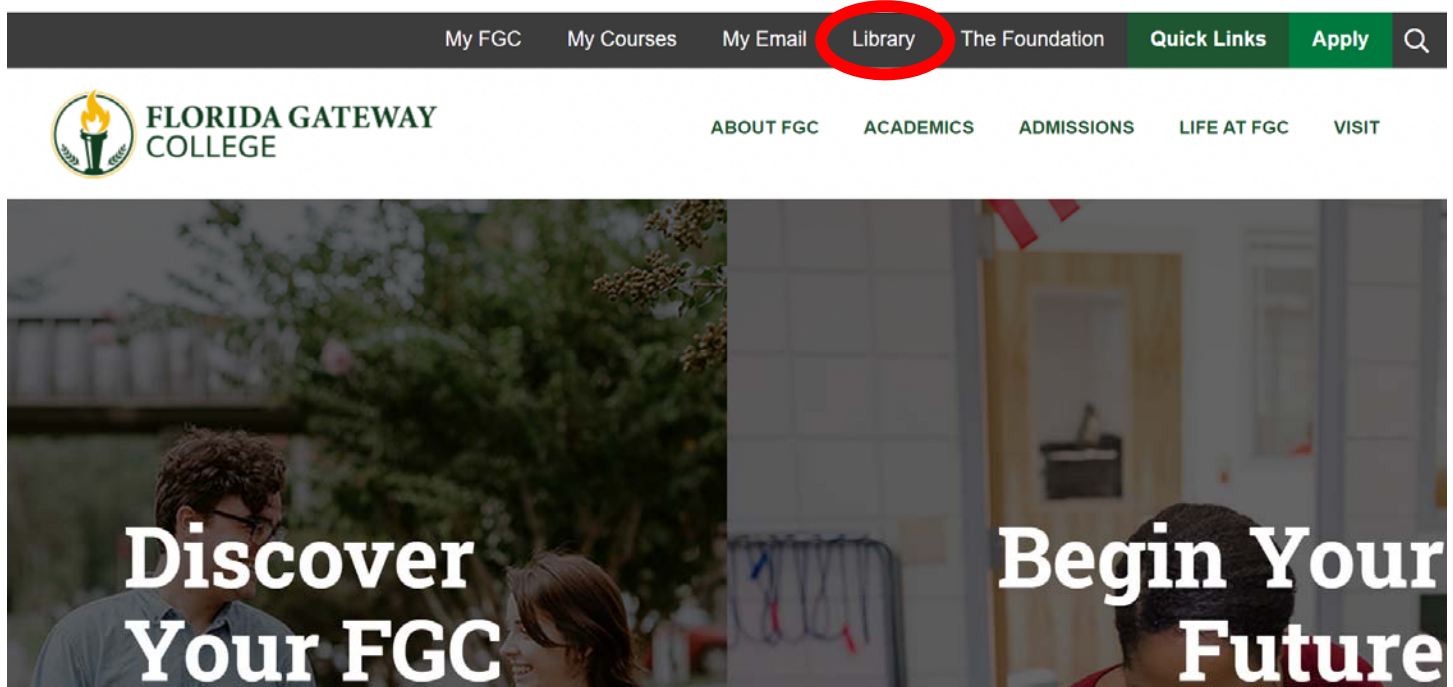 My FGC My Courses My Email Library The Foundation Quick Links Apply
FLORIDA GATEWAY
COLLEGE
ABOUT FGC ACADEMICS ADMISSIONS LIFE AT FGC VISIT
Discover
Your FGC
Begin Your
Future